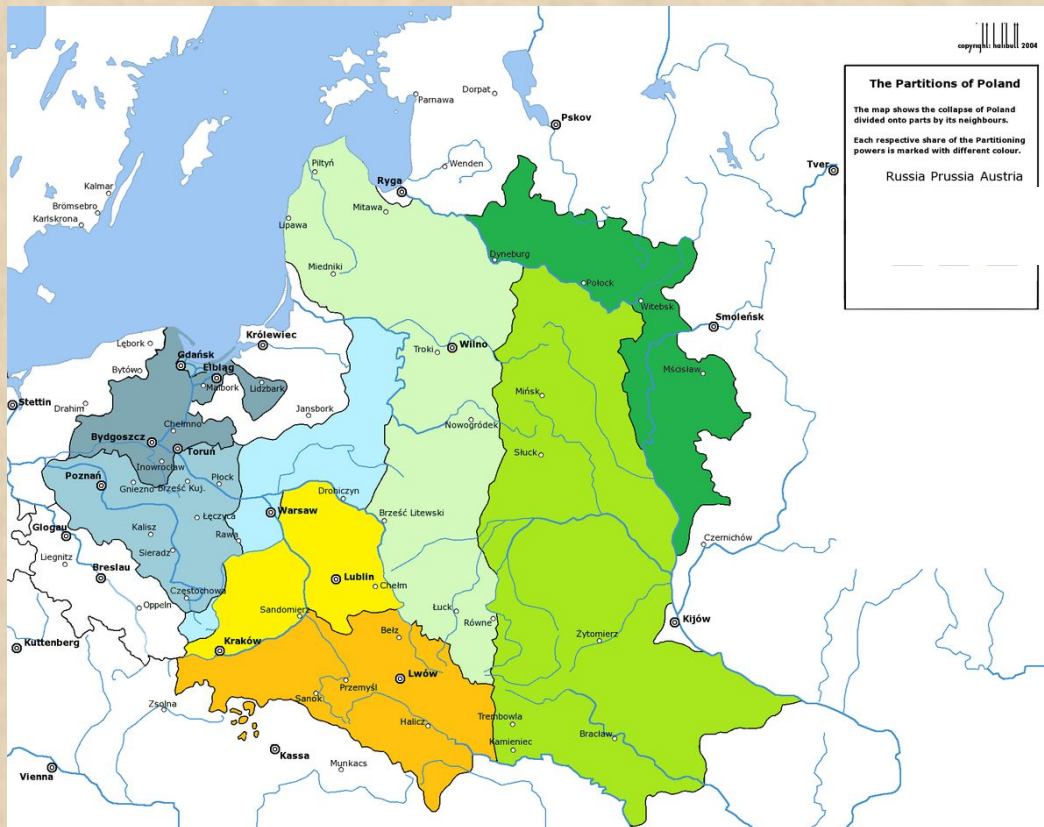 copyright: halibutt 2004
The Partitions of Poland
The map shows the collapse of Poland
divided onto parts by its neighbours.
Each respective share of the Partitioning
powers is marked with different colour.
Russia Prussia Austria
Parnawa
Dorpat
Pskov
Tver
Wenden
Piltyń
Ryga
Kalmar
Mitawa
Brömsebro
Karlskrona
Lipawa
Dyneburg
Miedniki
Połock
Witebsk
Smoleńsk
Lębork
Królewiec
Wilno
Troki
Gdańsk
Bytów
Elbląg
Malbork
Lidzbark
Mścisław
Mińsk
Stettin
Drahim
Jansbork
Chełmno
Nowogródek
Bydgoszcz
Toruń
Słuck
Inowrocław
Poznań
Gniezno
Brześć Kuj.
Płock
Drohiczyn
Warsaw
Łęczyca
Brześć Litewski
Glogau
Kalisz
Rawa
Czernichów
Liegnitz
Sieradz
Breslau
Lublin
Chełm
Częstochowa
Oppeln
Sandomierz
Łuck
Równe
Kijów
Bełz
Żytomierz
Kuttenberg
Kraków
Lwów
Przemyśl
Sanok
Zsolna
Halicz
Trembowla
Bracław
Kamieniec
Kassa
Munkacs
Vienna